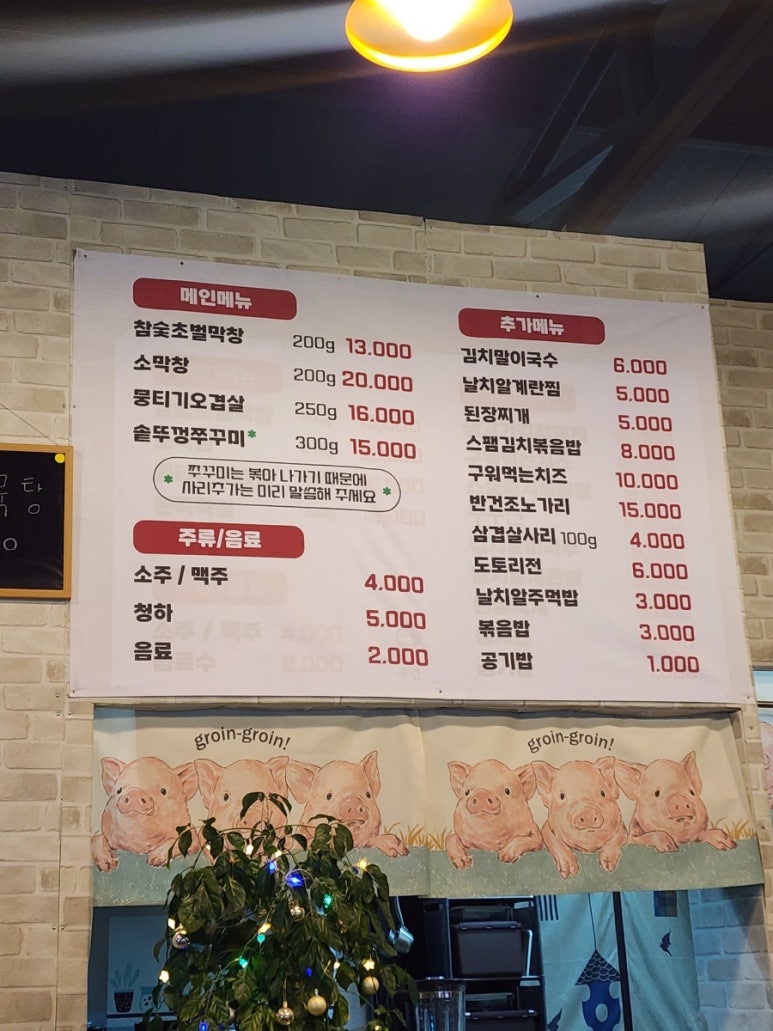 메인메뉴
참숯초벌막창 200g 13.000
소막창 200g 20.000
뭉티기오겹살 250g 16.000
솥뚜껑쭈꾸미* 300g 15.000
* 쭈꾸미는 볶아 나가기 때문에
사리추가는 미리 말씀해 주세요 *
주류/음료
소주 / 맥주 4.000
청하 5.000
음료 2.000
추가메뉴
김치말이국수 6.000
날치알계란찜 5.000
된장찌개 5.000
스팸김치볶음밥 8.000
구워먹는치즈 10.000
반건조노가리 15.000
삼겹살사리 100g 4.000
도토리전 6.000
날치알주먹밥 3.000
볶음밥 3.000
공기밥 1.000
탕
groin-groin!
groin-groin!